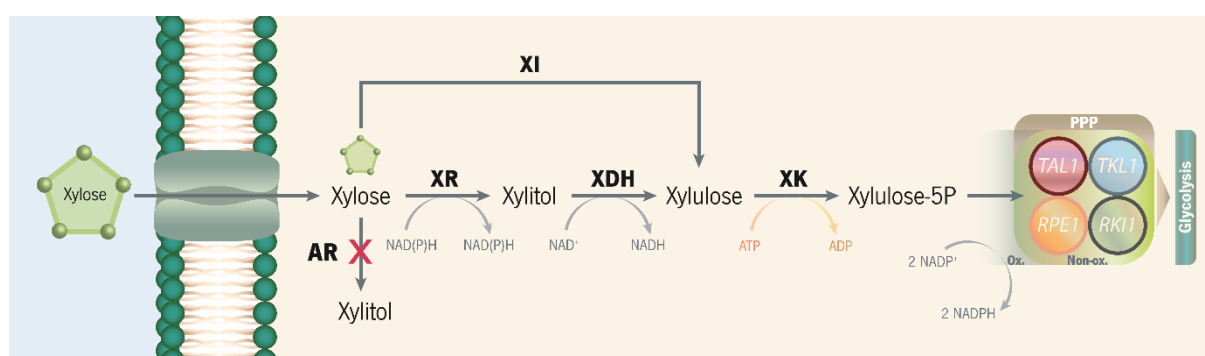 XI
PPP
Xylose
TAL1 TKL1
XR XDH XK
Xylose Xylitol Xylulose Xylulose-5P
Glycolysis
RPE1 RKI1
AR NAD(P)H NAD(P)H NAD⁺ NADH ATP ADP
2 NADP⁺ Ox. Non-ox.
Xylitol 2 NADPH